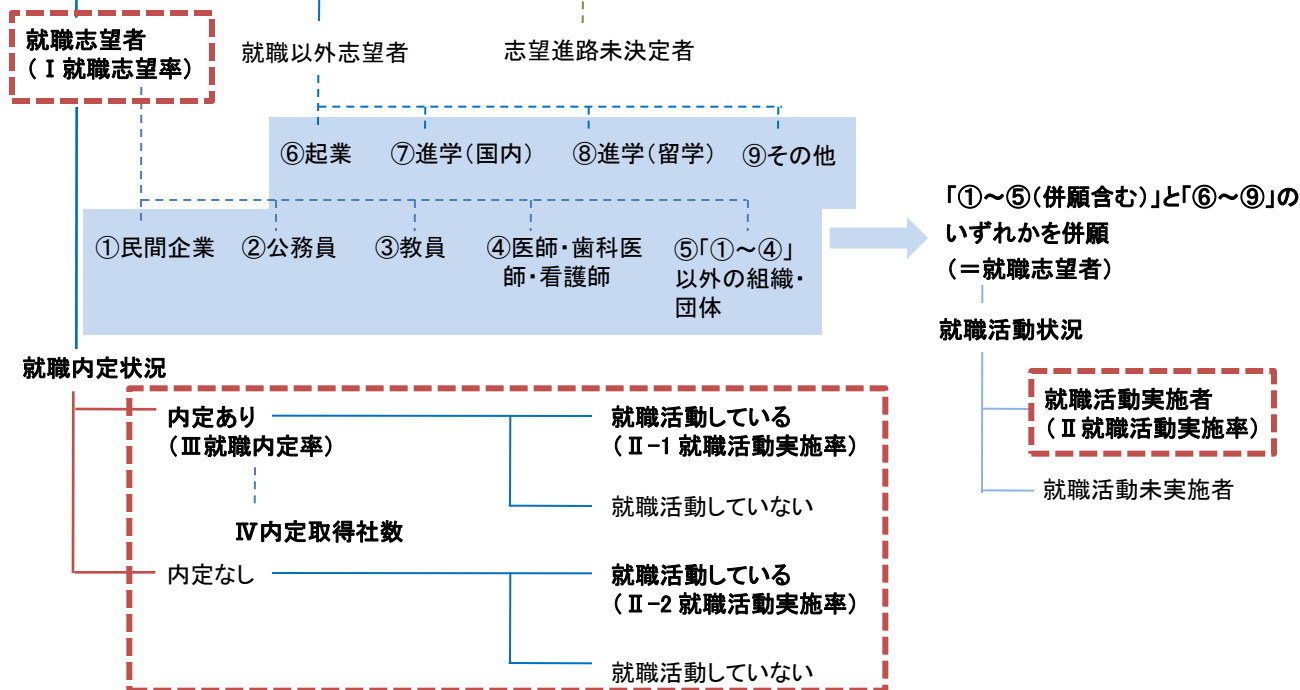 就職志望者
(Ⅰ就職志望率)
就職以外志望者
志望進路未決定者
⑥起業
⑦進学(国内)
⑧進学(留学)
⑨その他
①民間企業
②公務員
③教員
④医師・歯科医
師・看護師
⑤「①～④」
以外の組織・
団体
「①～⑤(併願含む)」と「⑥～⑨」の
いずれかを併願
(=就職志望者)
就職活動状況
就職活動実施者
(Ⅱ就職活動実施率)
就職活動未実施者
就職内定状況
内定あり
(Ⅲ就職内定率)
Ⅳ内定取得社数
内定なし
就職活動している
(Ⅱ-1 就職活動実施率)
就職活動していない
就職活動している
(Ⅱ-2 就職活動実施率)
就職活動していない